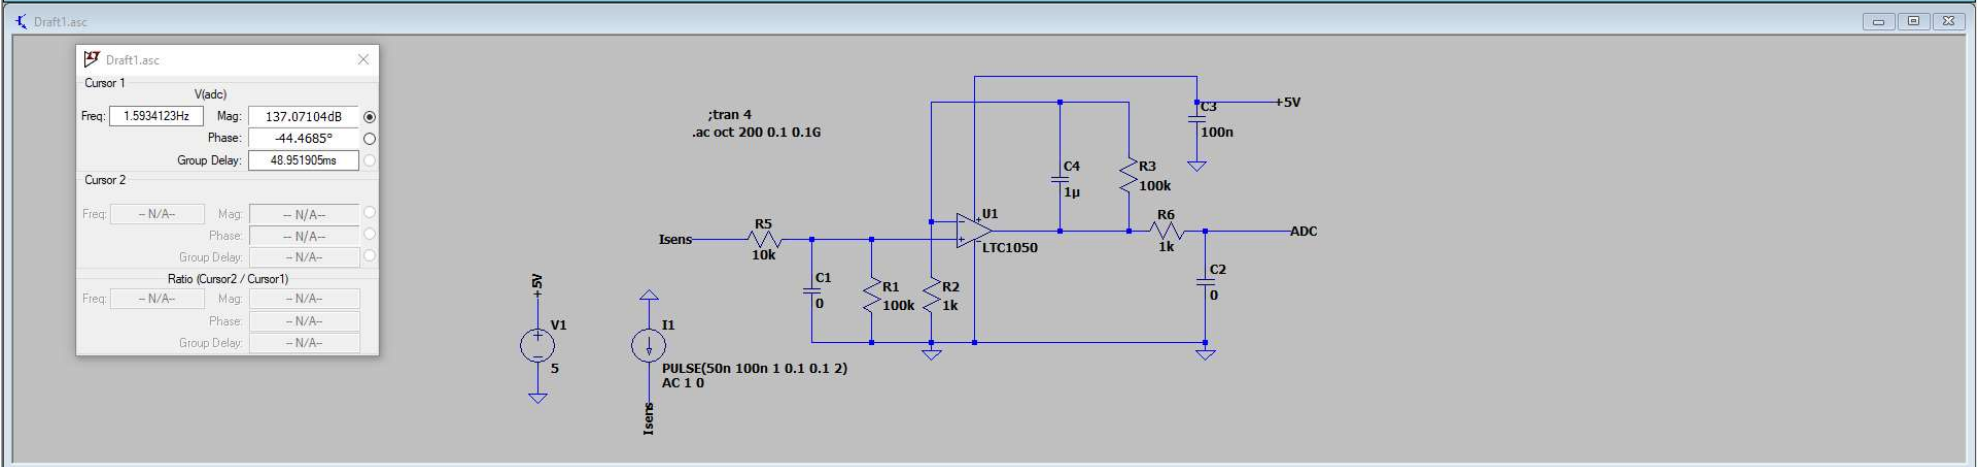 Draft1.asc
Draft1.asc
Cursor 1
V(adc)
Freq: 1.5934123Hz Mag: 137.07104dB
Phase: -44.4685°
Group Delay: 48.951905ms
Cursor 2
Freq: -- N/A-- Mag: -- N/A--
Phase: -- N/A--
Group Delay: -- N/A--
Ratio (Cursor2 / Cursor1)
Freq: -- N/A-- Mag: -- N/A--
Phase: -- N/A--
Group Delay: -- N/A--
;tran 4
.ac oct 200 0.1 0.1G
C3
100n
+5V
C4
1µ
R3
100k
U1
LTC1050
R6
1k
ADC
Isens
R5
10k
C1
0
R1
100k
R2
1k
C2
0
+5V
V1
5
I1
PULSE(50n 100n 1 0.1 0.1 2)
AC 1 0
Isens